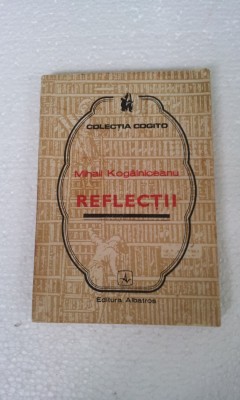 COLECȚIA COGITO
Mihail Kogălniceanu
REFLECȚII
Editura Albatros